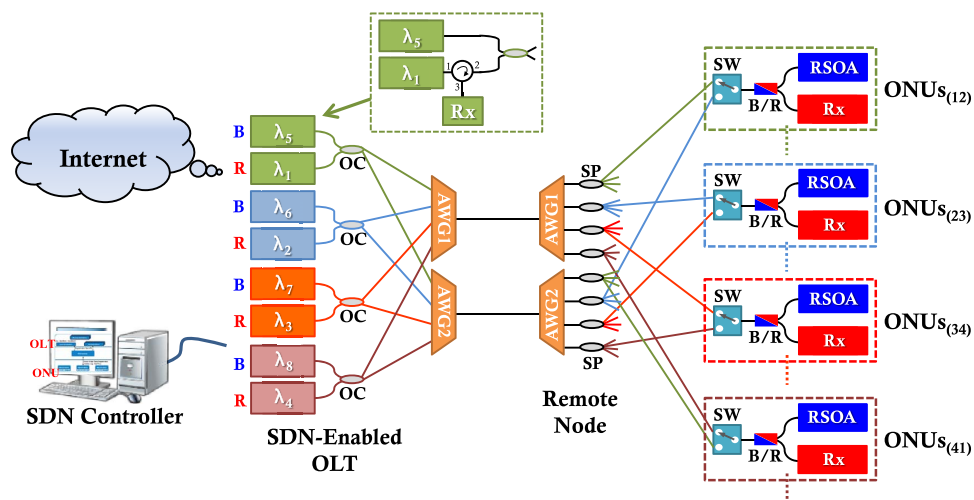 λ5
λ1
1
2
3
Rx
Internet
B
λ5
R
λ1
OC
B
λ6
R
λ2
OC
B
λ7
R
λ3
OC
B
λ8
R
λ4
OC
OLT
ONU
SDN Controller
SDN-Enabled
OLT
AWG1
AWG2
AWG1
AWG2
SP
SP
Remote
Node
SW
B/R
RSOA
Rx
ONUs(12)
SW
B/R
RSOA
Rx
ONUs(23)
SW
B/R
RSOA
Rx
ONUs(34)
SW
B/R
RSOA
Rx
ONUs(41)